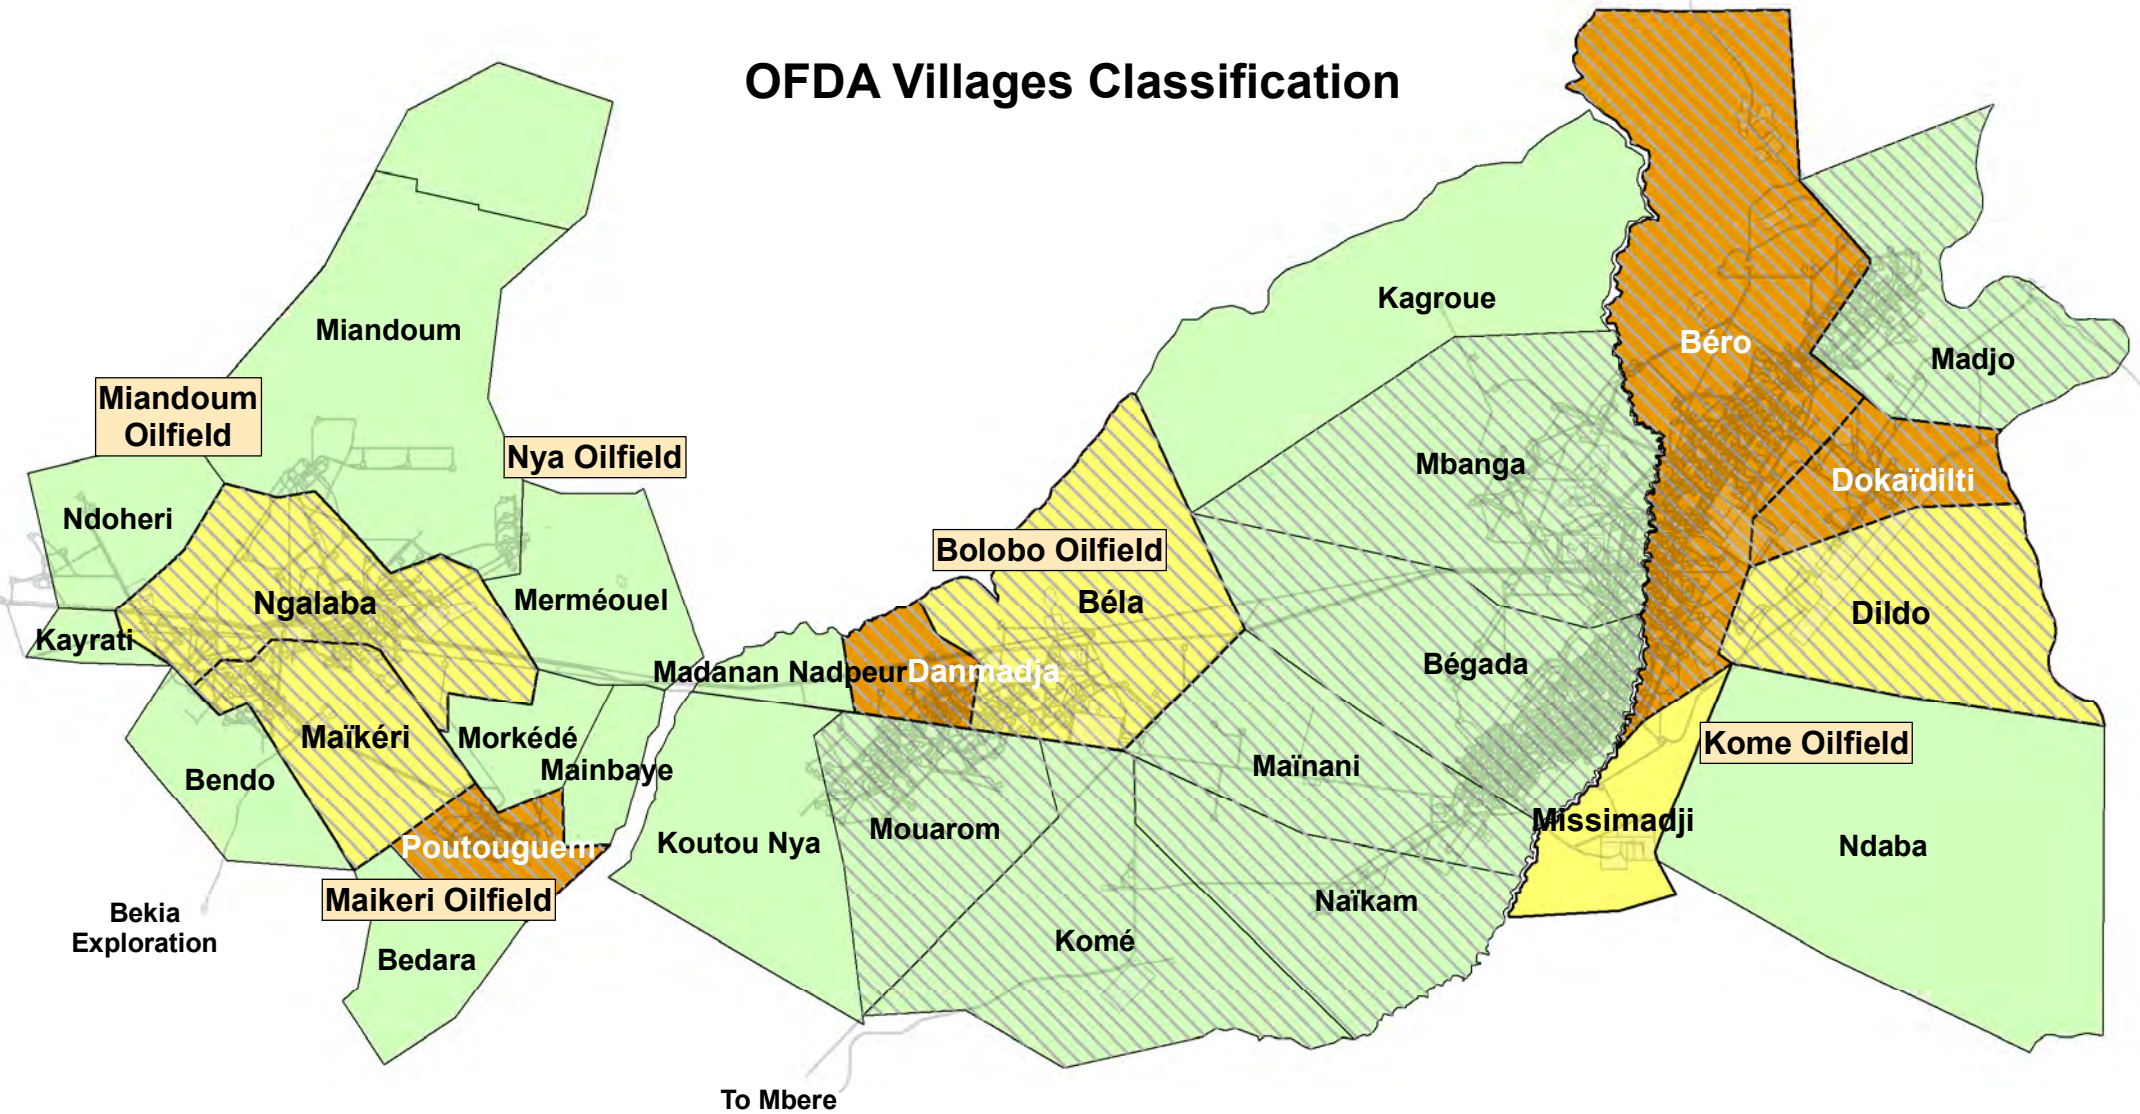 OFDA Villages Classification
Kagroue
Miandoum
Béro
Madjo
Miandoum
Oilfield
Nya Oilfield
Mbanga
Dokaïdilti
Ndoheri
Bolobo Oilfield
Ngalaba
Merméouel
Béla
Dildo
Kayrati
Madanan Nadpeur
Danmadja
Bégada
Maïkéri
Morkédé
Mainbaye
Kome Oilfield
Bendo
Maïnani
Missimadji
Mouarom
Koutou Nya
Poutouguem
Ndaba
Maikeri Oilfield
Naïkam
Bekia
Exploration
Komé
Bedara
To Mbere